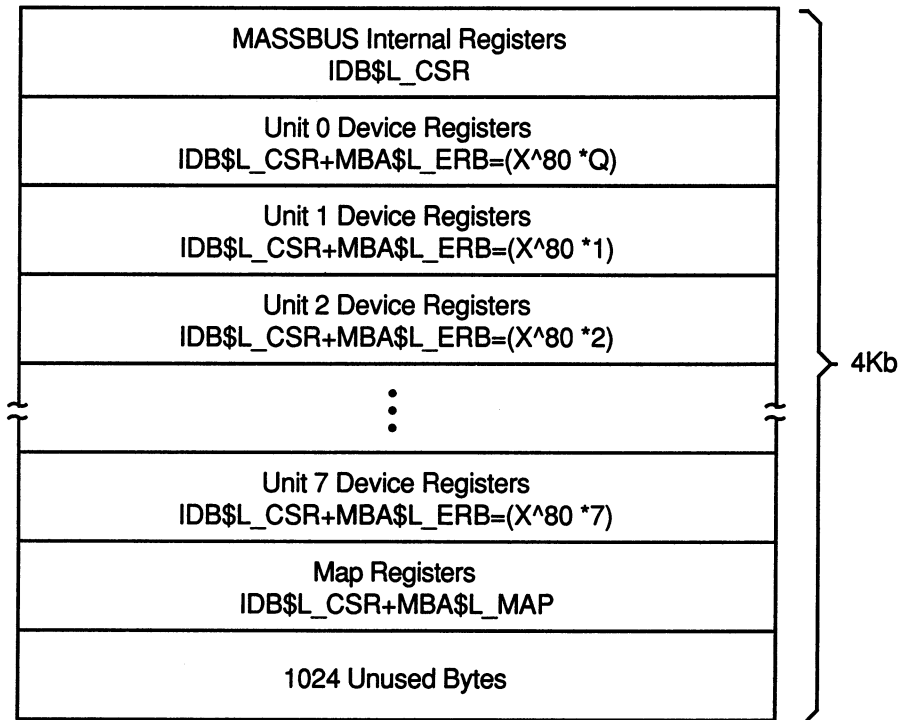 MASSBUS Internal Registers
IDB$L_CSR
Unit 0 Device Registers
IDB$L_CSR+MBA$L_ERB=(X^80 *Q)
Unit 1 Device Registers
IDB$L_CSR+MBA$L_ERB=(X^80 *1)
Unit 2 Device Registers
IDB$L_CSR+MBA$L_ERB=(X^80 *2)
4Kb
Unit 7 Device Registers
IDB$L_CSR+MBA$L_ERB=(X^80 *7)
Map Registers
IDB$L_CSR+MBA$L_MAP
1024 Unused Bytes